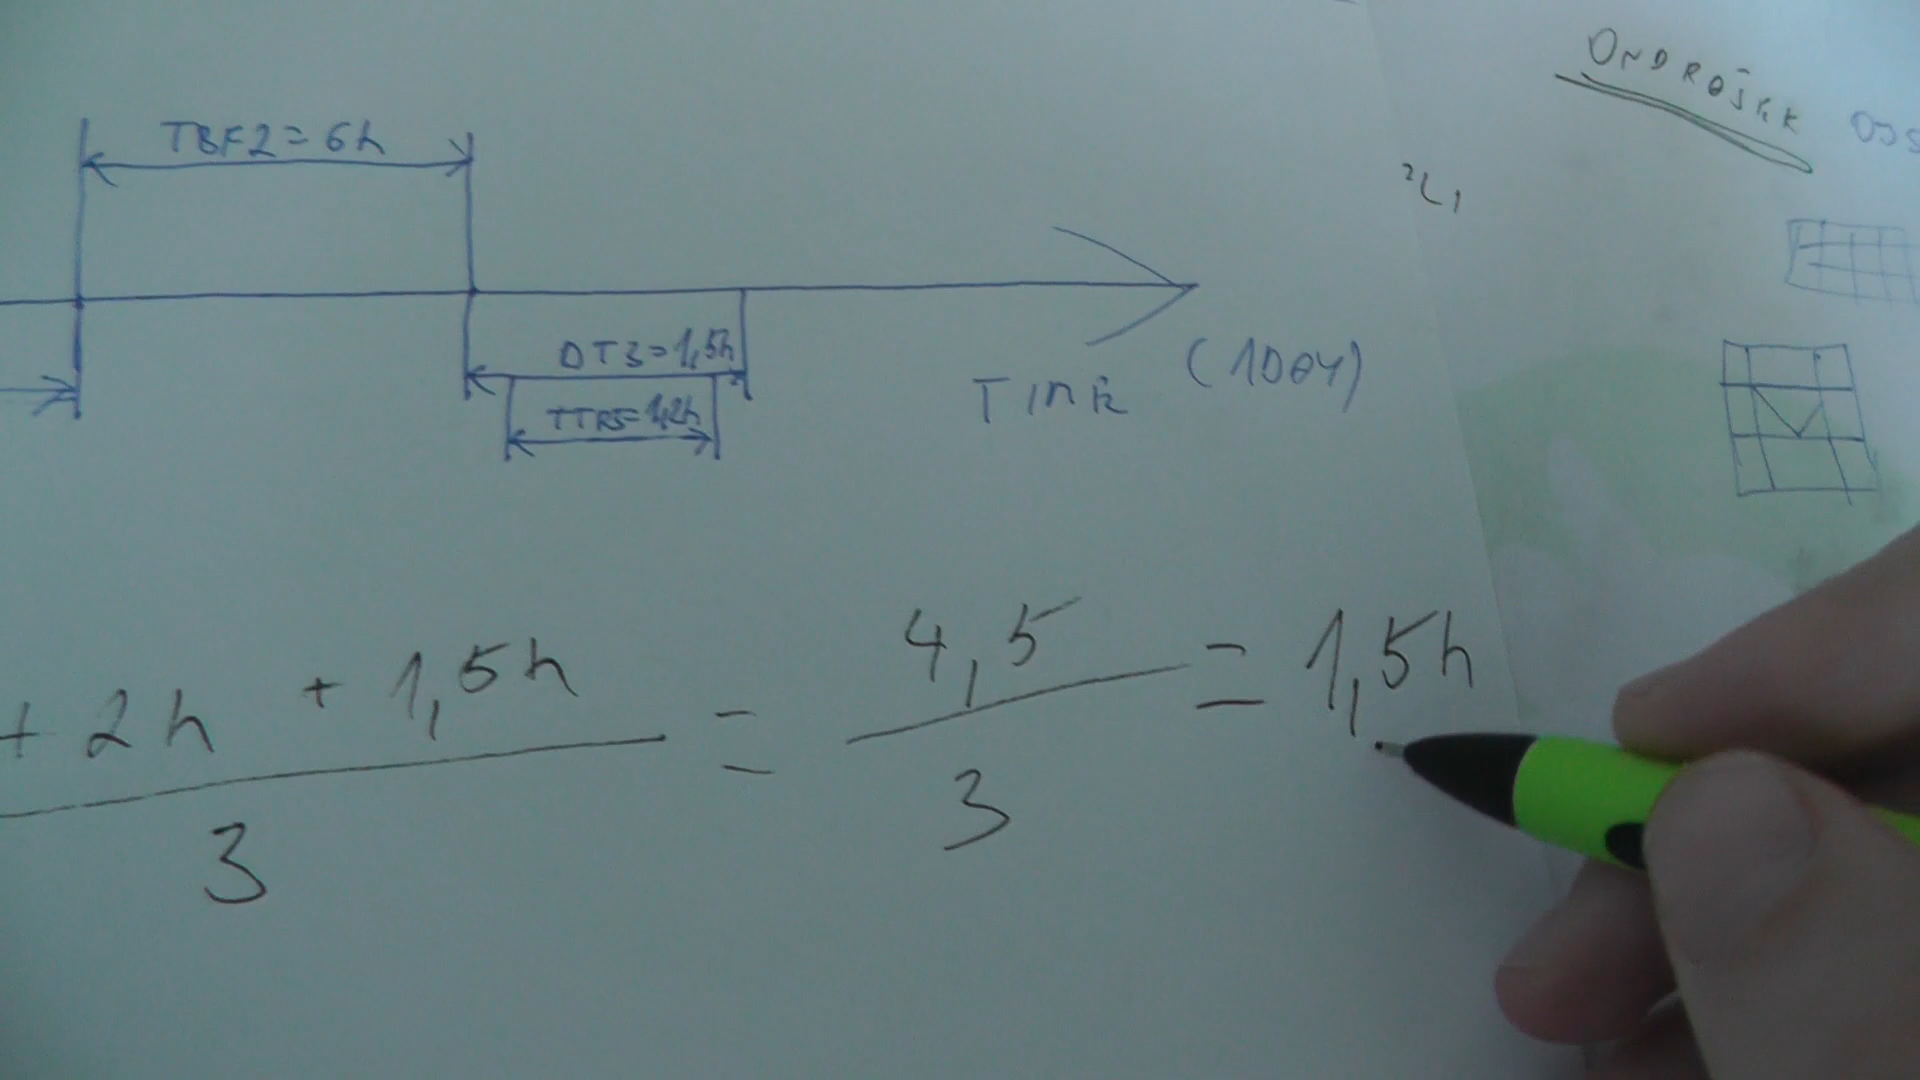 TBF2=6h
DT3=1,5h
TTR3=1,2h
TIME (1DAY)
+ 2h + 1,5h = 4,5 = 1,5h
3 3